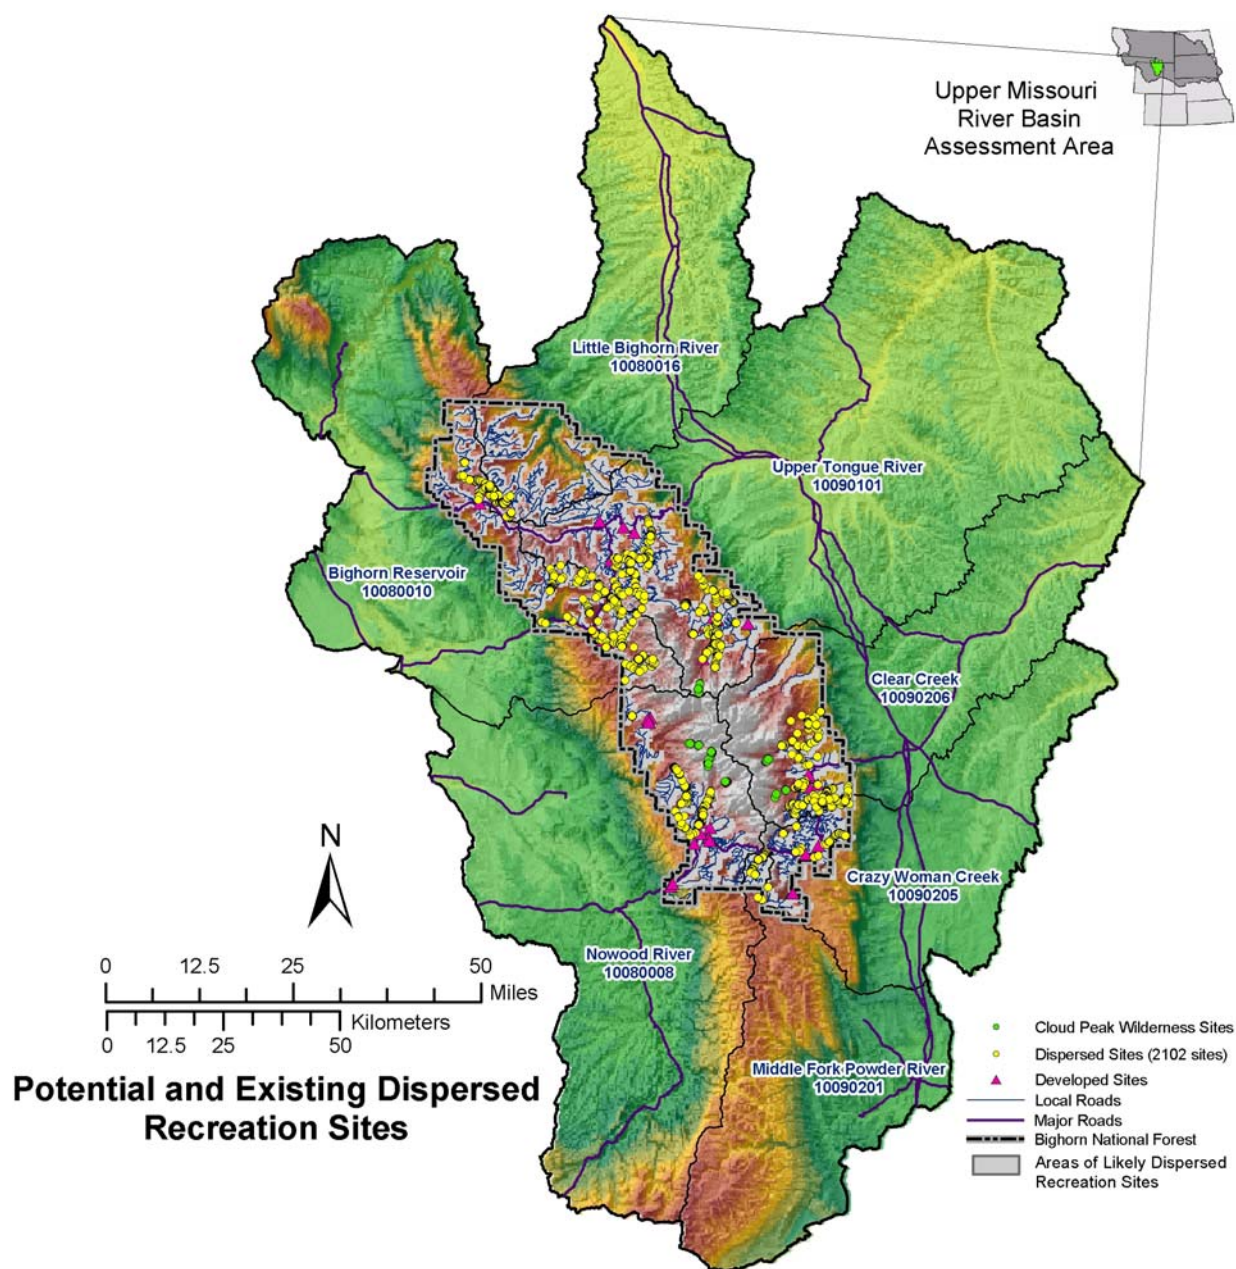 Upper Missouri
River Basin
Assessment Area
Little Bighorn River
10080016
Upper Tongue River
10090101
Bighorn Reservoir
10080010
Clear Creek
10090206
Crazy Woman Creek
10090205
Nowood River
10080008
Middle Fork Powder River
10090201
N
0 12.5 25 50
Miles
Kilometers
0 12.5 25 50
Potential and Existing Dispersed
Recreation Sites
Cloud Peak Wilderness Sites
Dispersed Sites (2102 sites)
Developed Sites
Local Roads
Major Roads
Bighorn National Forest
Areas of Likely Dispersed
Recreation Sites